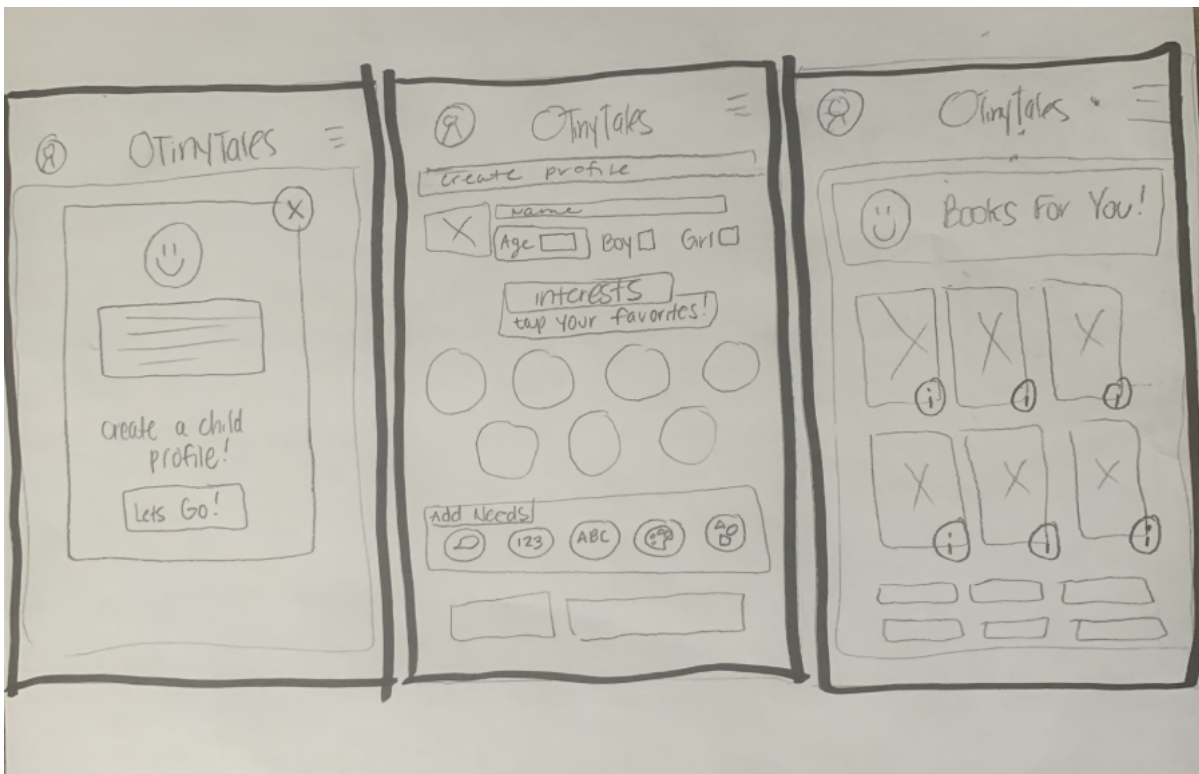 OTinyTales
create a child
profile!
Lets Go!
OTinyTales
Create profile
Name
Age Boy Girl
interests
tap your favorites!
Add Needs
123 ABC
OTinyTales
Books For You!
i i i
i i i